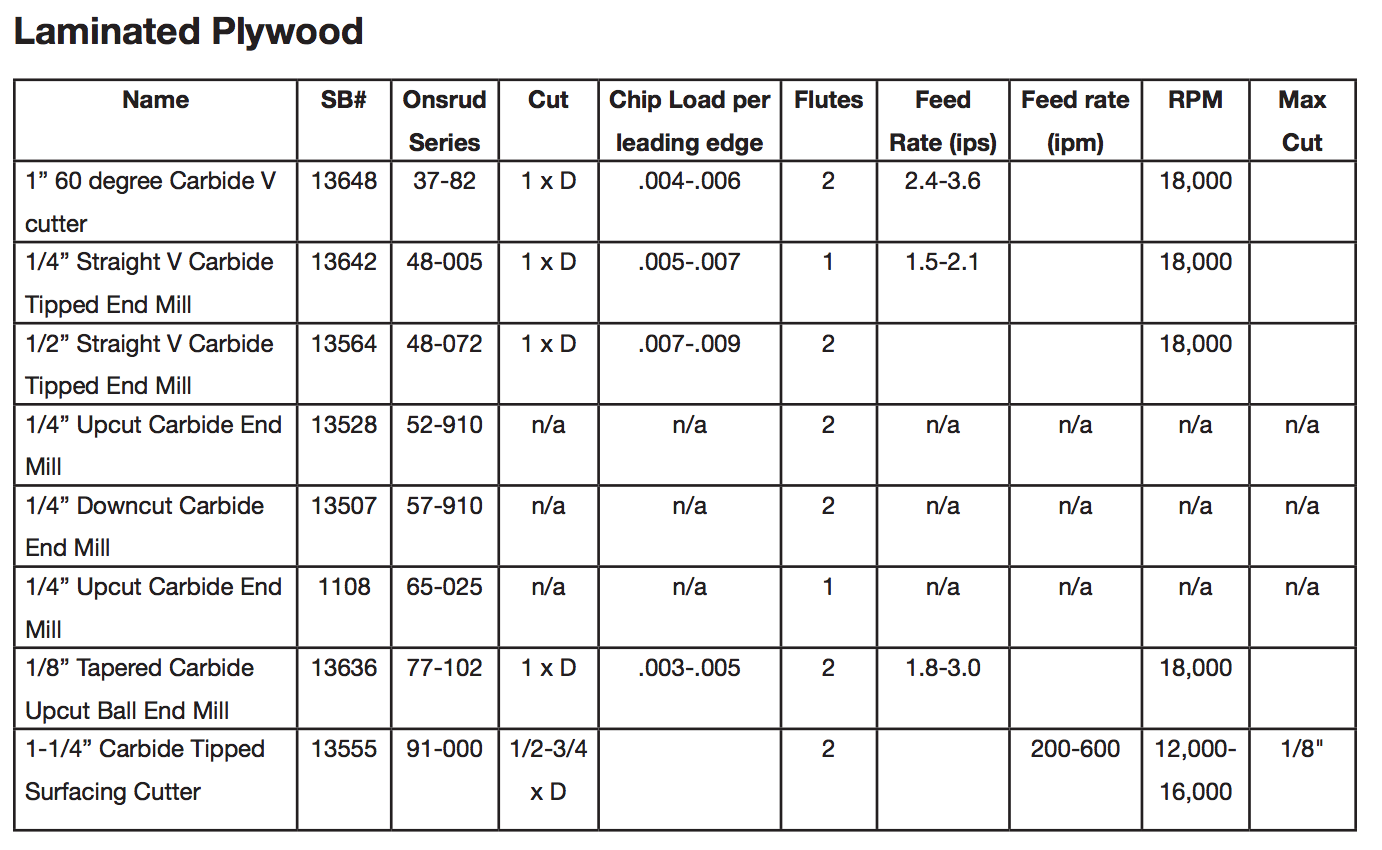 Laminated Plywood
Name SB# Onsrud Series Cut Chip Load per leading edge Flutes Feed Rate (ips) Feed rate (ipm) RPM Max Cut
1” 60 degree Carbide V cutter 13648 37-82 1 x D .004-.006 2 2.4-3.6 18,000
1/4” Straight V Carbide Tipped End Mill 13642 48-005 1 x D .005-.007 1 1.5-2.1 18,000
1/2” Straight V Carbide Tipped End Mill 13564 48-072 1 x D .007-.009 2 18,000
1/4” Upcut Carbide End Mill 13528 52-910 n/a n/a 2 n/a n/a n/a n/a
1/4” Downcut Carbide End Mill 13507 57-910 n/a n/a 2 n/a n/a n/a n/a
1/4” Upcut Carbide End Mill 1108 65-025 n/a n/a 1 n/a n/a n/a n/a
1/8” Tapered Carbide Upcut Ball End Mill 13636 77-102 1 x D .003-.005 2 1.8-3.0 18,000
1-1/4” Carbide Tipped Surfacing Cutter 13555 91-000 1/2-3/4 x D 2 200-600 12,000-16,000 1/8"